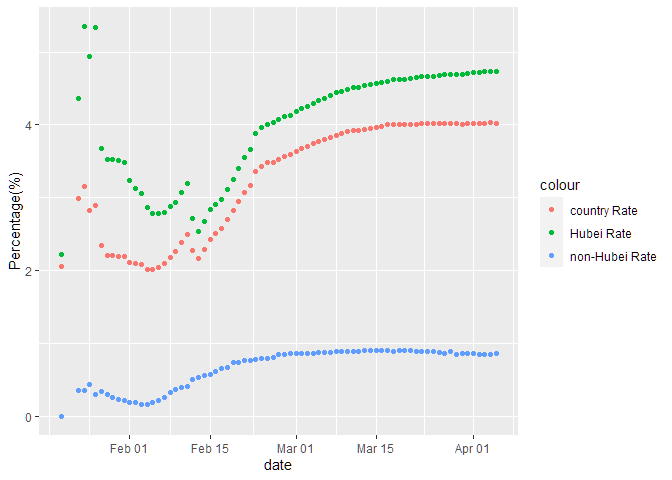 Percentage(%)
4
2
0
Feb 01
Feb 15
Mar 01
Mar 15
Apr 01
date
colour
country Rate
Hubei Rate
non-Hubei Rate